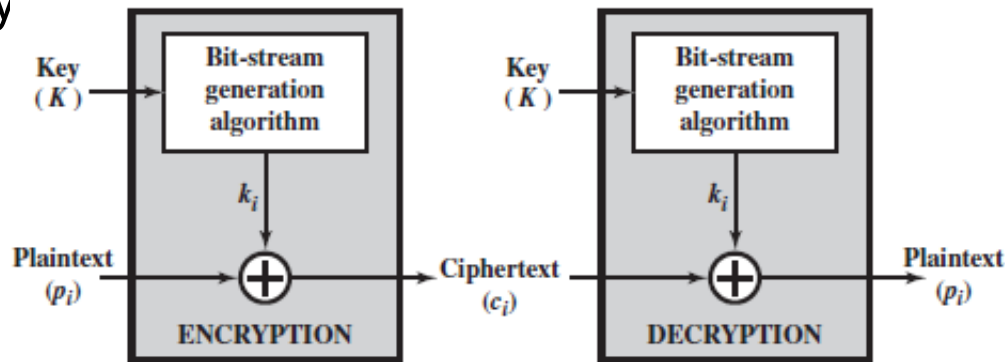 y
Key
(K)
Bit-stream
generation
algorithm
k_i
Plaintext
(p_i)
ENCRYPTION
Ciphertext
(c_i)
Key
(K)
Bit-stream
generation
algorithm
k_i
DECRYPTION
Plaintext
(p_i)